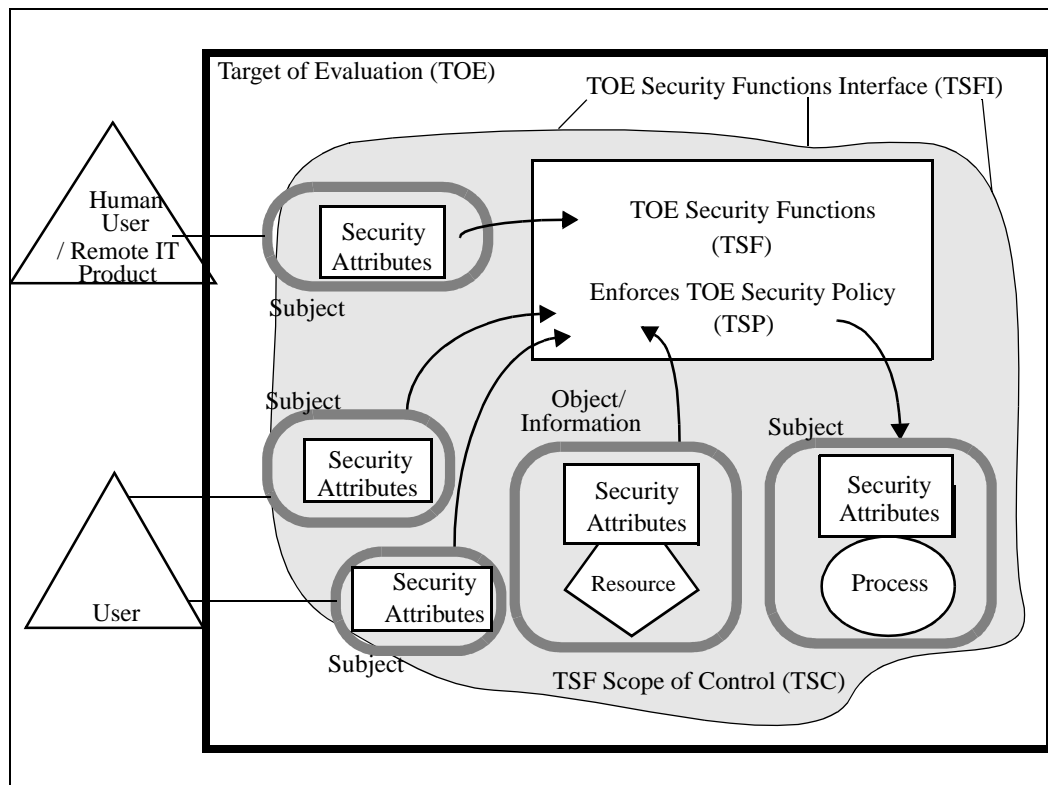 Target of Evaluation (TOE)
TOE Security Functions Interface (TSFI)
Human
User
/ Remote IT
Product
Security
Attributes
Subject
TOE Security Functions
(TSF)
Enforces TOE Security Policy
(TSP)
Subject
Security
Attributes
Object/
Information
Security
Attributes
Resource
Subject
Security
Attributes
Process
User
Security
Attributes
Subject
TSF Scope of Control (TSC)